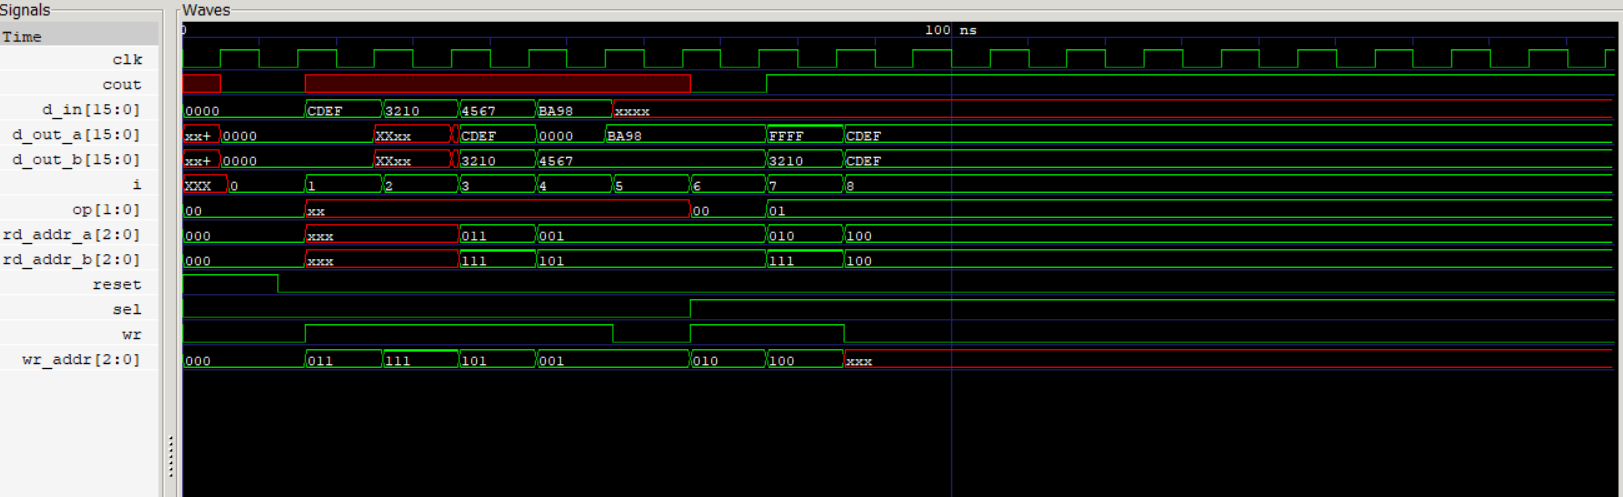 Signals
Waves
Time
0
100 ns
clk
cout
d_in[15:0]
0000 CDEF 3210 4567 BA98 xxxx
d_out_a[15:0]
xx+ 0000 XXxx CDEF 0000 BA98 FFFF CDEF
d_out_b[15:0]
xx+ 0000 XXxx 3210 4567 3210 CDEF
i
XXX 0 1 2 3 4 5 6 7 8
op[1:0]
00 xx 00 01
rd_addr_a[2:0]
000 xxx 011 001 010 100
rd_addr_b[2:0]
000 xxx 111 101 111 100
reset
sel
wr
wr_addr[2:0]
000 011 111 101 001 010 100 xxx